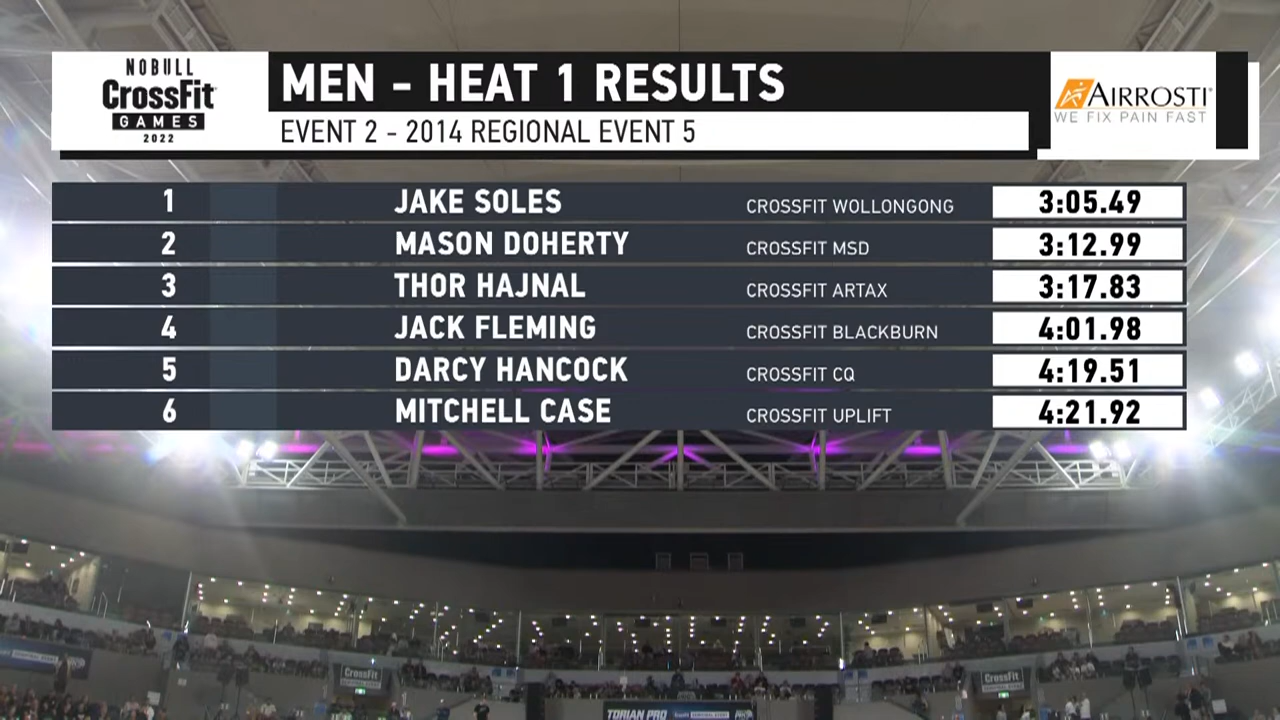 NOBULL
CrossFit
GAMES
2022
MEN - HEAT 1 RESULTS
EVENT 2 - 2014 REGIONAL EVENT 5
AIRROSTI
WE FIX PAIN FAST
1 JAKE SOLES CROSSFIT WOLLONGONG 3:05.49
2 MASON DOHERTY CROSSFIT MSD 3:12.99
3 THOR HAJNAL CROSSFIT ARTAX 3:17.83
4 JACK FLEMING CROSSFIT BLACKBURN 4:01.98
5 DARCY HANCOCK CROSSFIT CQ 4:19.51
6 MITCHELL CASE CROSSFIT UPLIFT 4:21.92
CrossFit
CrossFit
TORIAN PRO